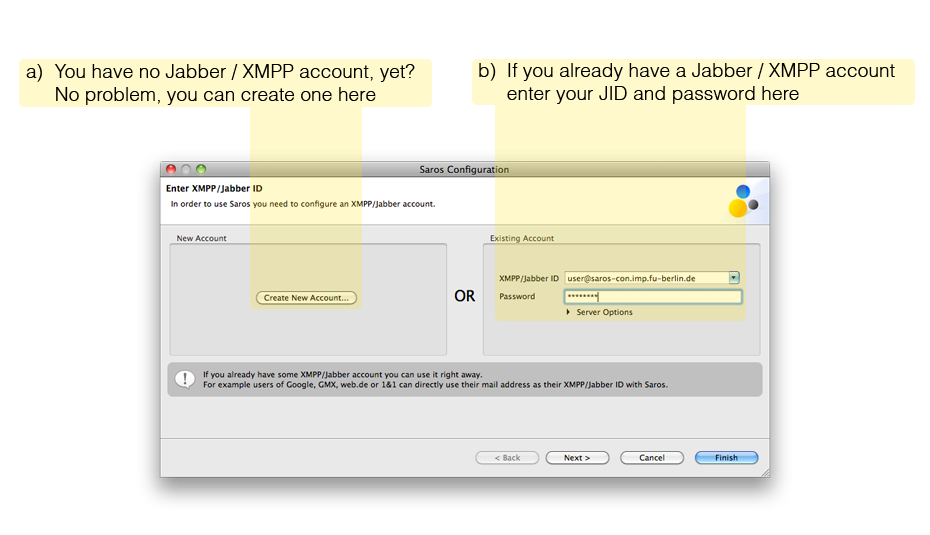 a) You have no Jabber / XMPP account, yet?
No problem, you can create one here
b) If you already have a Jabber / XMPP account
enter your JID and password here
Saros Configuration
Enter XMPP/Jabber ID
In order to use Saros you need to configure an XMPP/Jabber account.
New Account
Create New Account...
OR
Existing Account
XMPP/Jabber ID user@saros-con.imp.fu-berlin.de
Password ********
Server Options
If you already have some XMPP/Jabber account you can use it right away.
For example users of Google, GMX, web.de or 1&1 can directly use their mail address as their XMPP/Jabber ID with Saros.
< Back Next > Cancel Finish